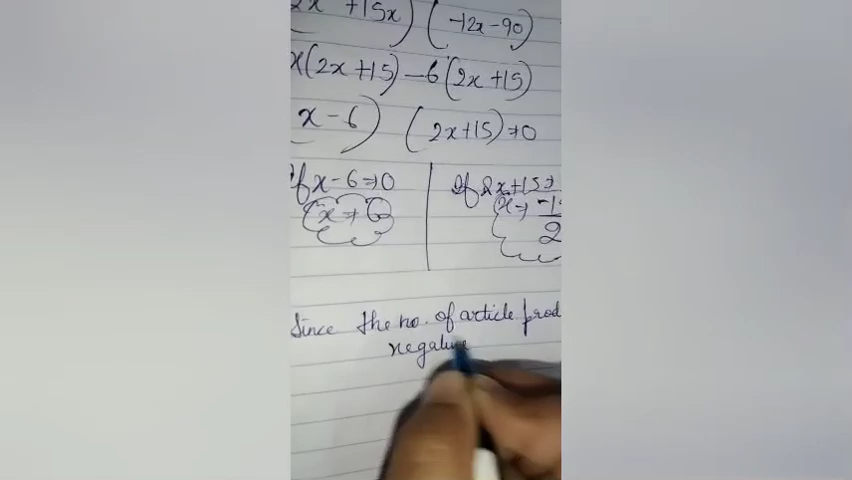 2x +15x) (-12x-90)
x(2x+15)-6(2x+15)
x-6) (2x+15)=0
If x-6=0 If 2x+15=
x= 6 x= -1
2
Since the no. of article prod
negative